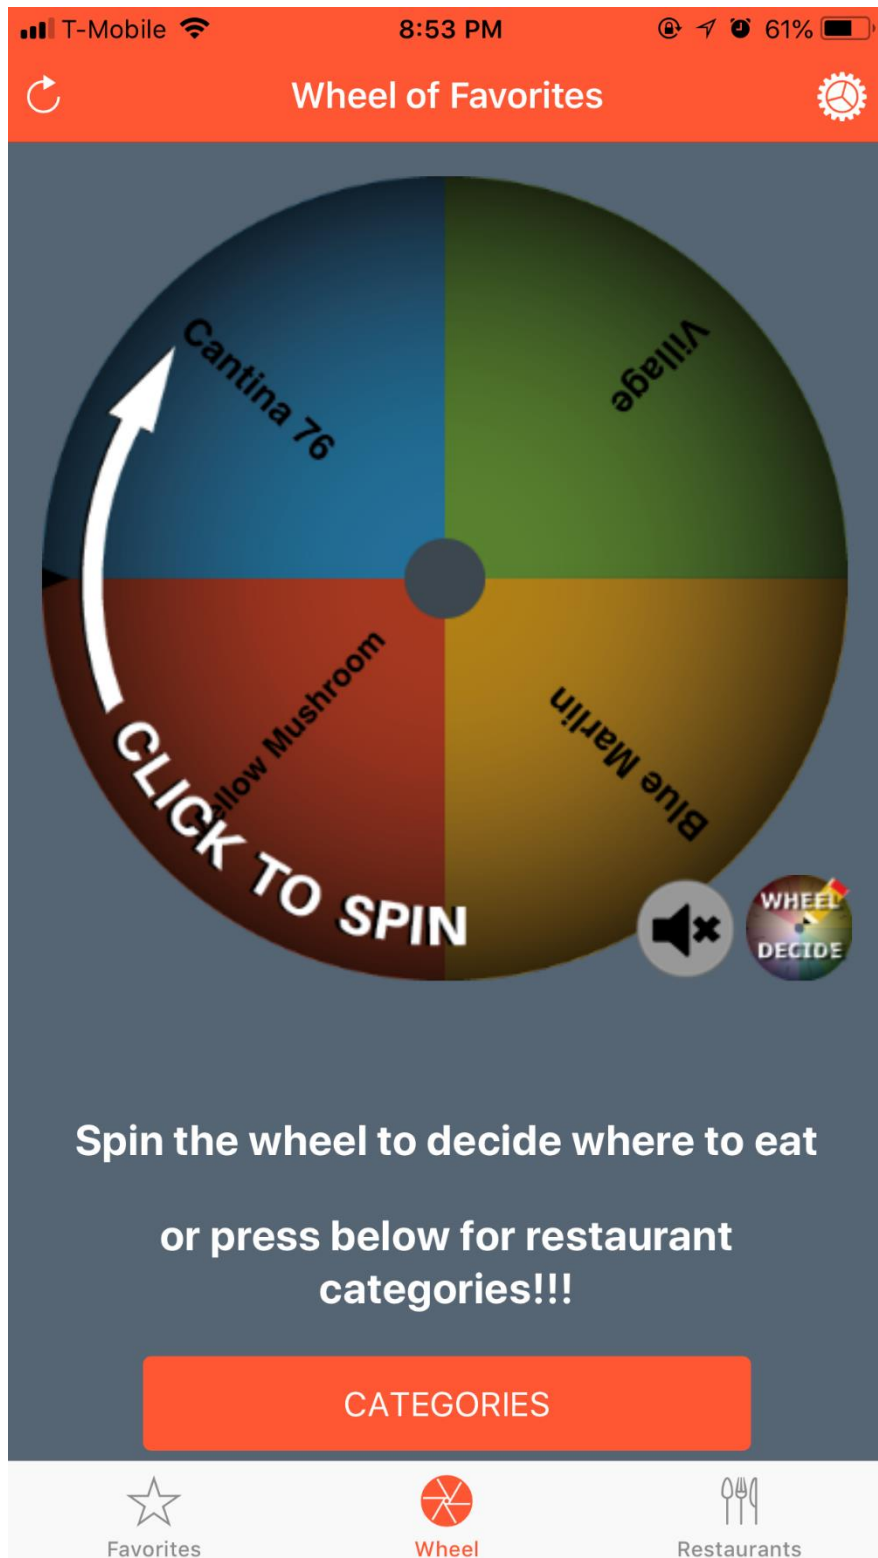 T-Mobile 8:53 PM 61%
Wheel of Favorites
Cantina 76
Village
Mushroom
Blue Marlin
CLICK TO SPIN
WHEEL
DECIDE
Spin the wheel to decide where to eat
or press below for restaurant
categories!!!
CATEGORIES
Favorites Wheel Restaurants